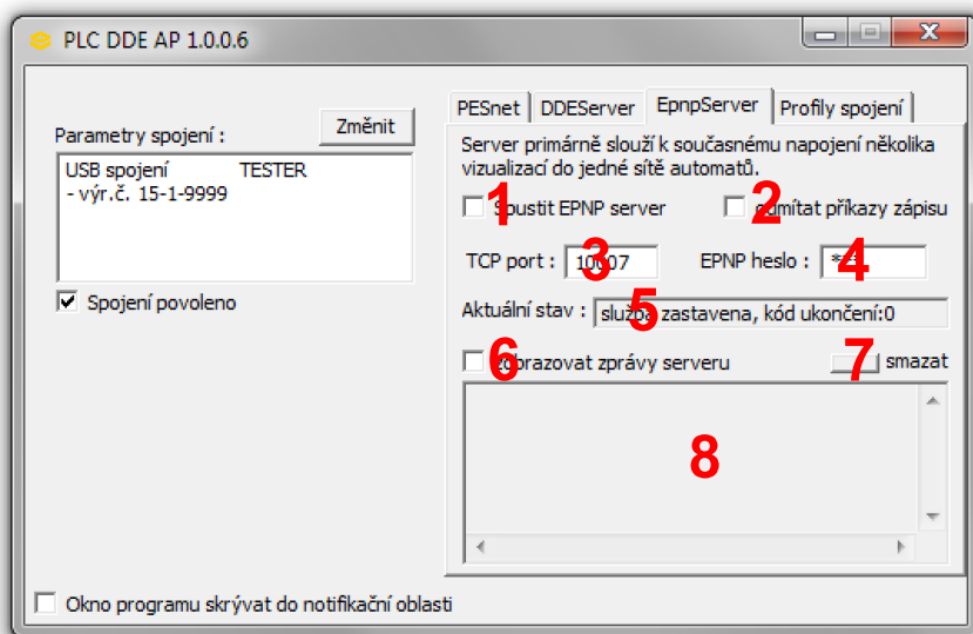 PLC DDE AP 1.0.0.6
Parametry spojení :
Změnit
USB spojení TESTER
- výr.č. 15-1-9999
Spojení povoleno
PESnet DDEServer EpnpServer Profily spojení
Server primárně slouží k současnému napojení několika
vizualizací do jedné sítě automatů.
1 Spustit EPNP server 2 odmítat příkazy zápisu
TCP port : 3 10007 EPNP heslo : 4 ***
Aktuální stav : 5 služba zastavena, kód ukončení:0
6 zobrazovat zprávy serveru 7 smazat
8
Okno programu skrývat do notifikační oblasti